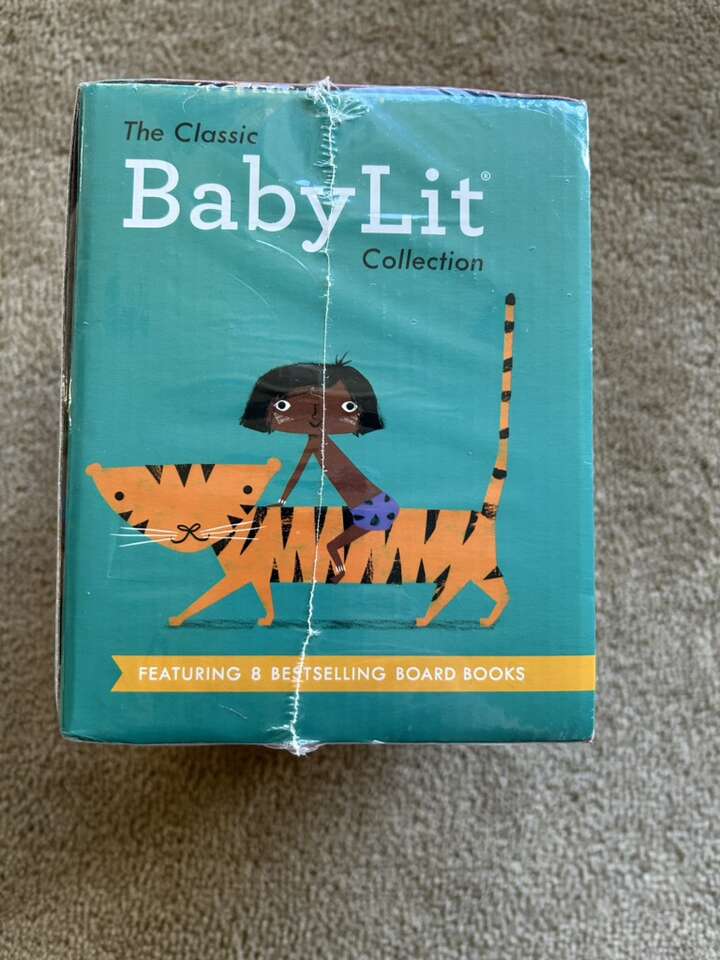 The Classic
BabyLit®
Collection
FEATURING 8 BESTSELLING BOARD BOOKS